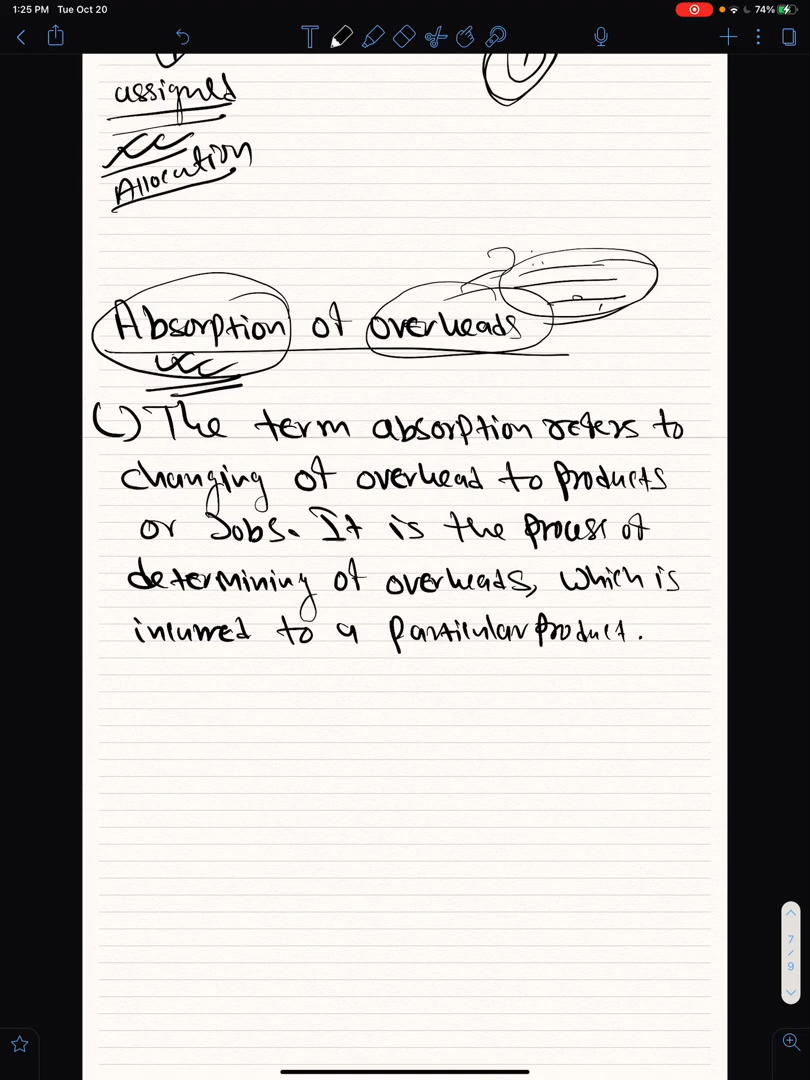 1:25 PM Tue Oct 20
74%
assigned
Allocation
Absorption of overheads
(1) The term absorption refers to
changing of overhead to products
or Jobs. It is the process of
determining of overheads, which is
incurred to a particular product.
7
/
9